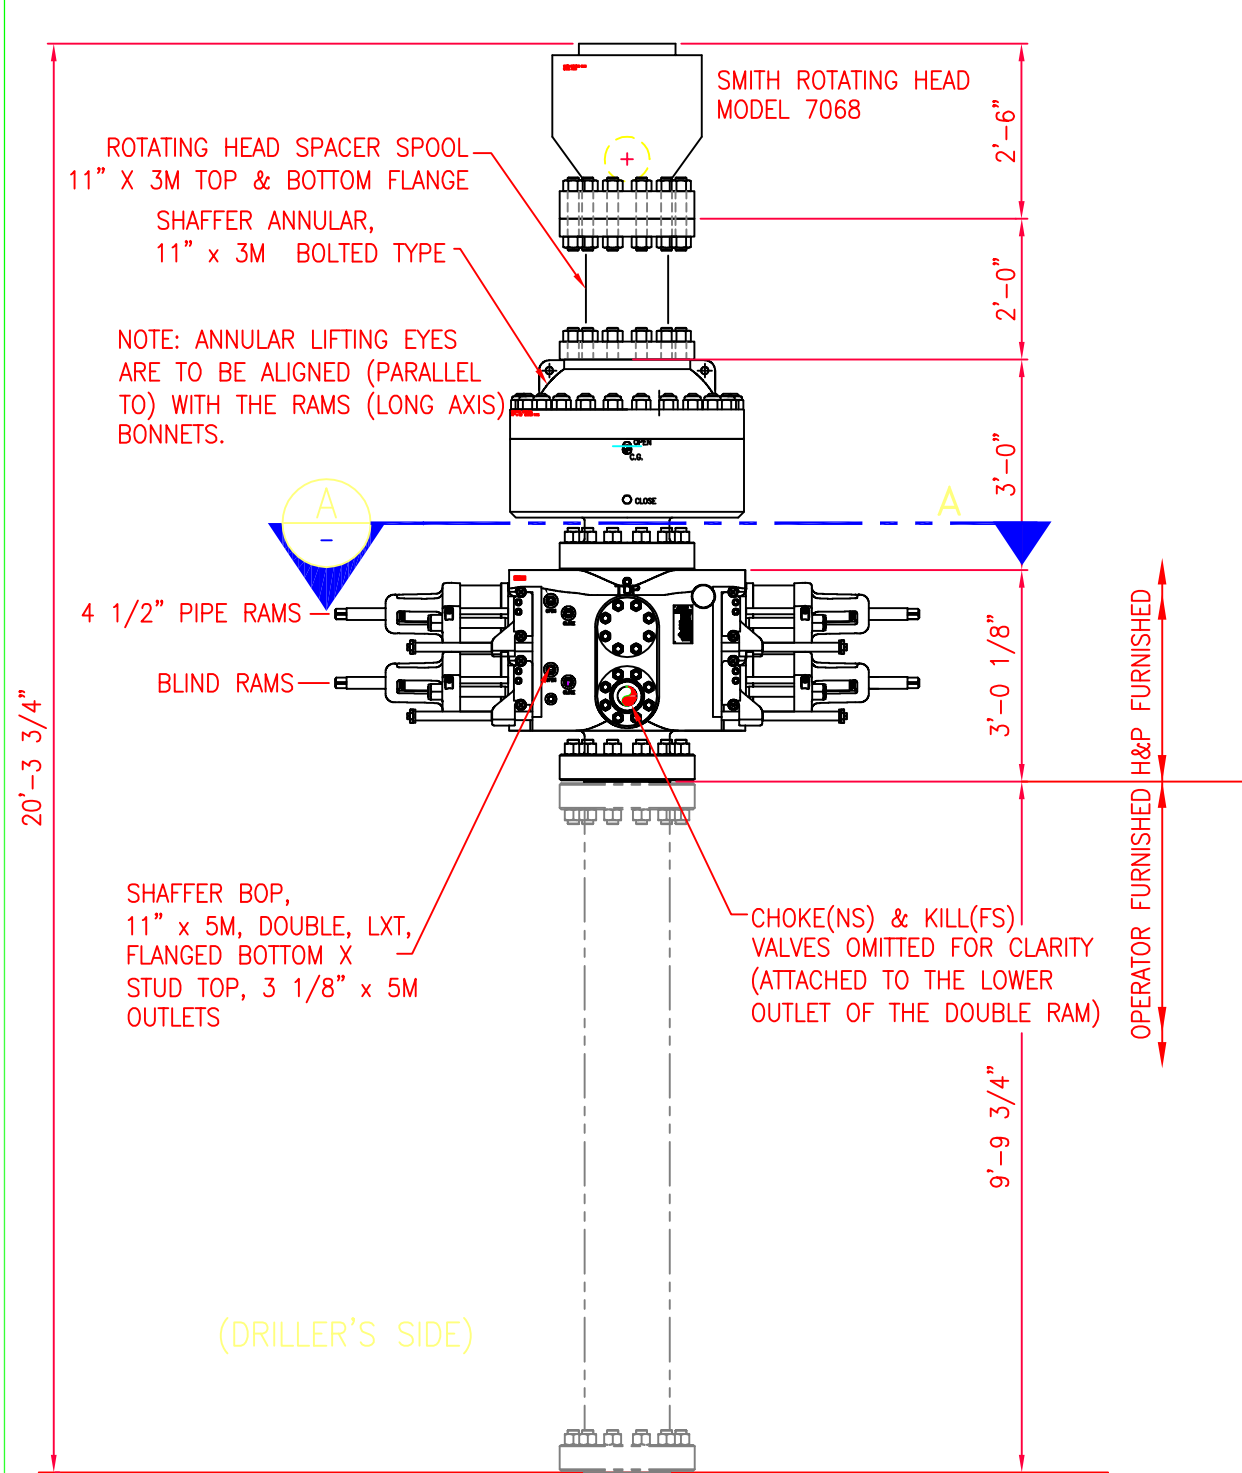 SMITH ROTATING HEAD
MODEL 7068
2'-6"
ROTATING HEAD SPACER SPOOL
11" X 3M TOP & BOTTOM FLANGE
SHAFFER ANNULAR,
11" x 3M BOLTED TYPE
2'-0"
NOTE: ANNULAR LIFTING EYES
ARE TO BE ALIGNED (PARALLEL
TO) WITH THE RAMS (LONG AXIS)
BONNETS.
OPEN
C.G.
CLOSE
3'-0"
A
-
A
4 1/2" PIPE RAMS
BLIND RAMS
3'-0 1/8"
H&P FURNISHED
OPERATOR FURNISHED
20'-3 3/4"
SHAFFER BOP,
11" x 5M, DOUBLE, LXT,
FLANGED BOTTOM X
STUD TOP, 3 1/8" x 5M
OUTLETS
CHOKE(NS) & KILL(FS)
VALVES OMITTED FOR CLARITY
(ATTACHED TO THE LOWER
OUTLET OF THE DOUBLE RAM)
9'-9 3/4"
(DRILLER'S SIDE)